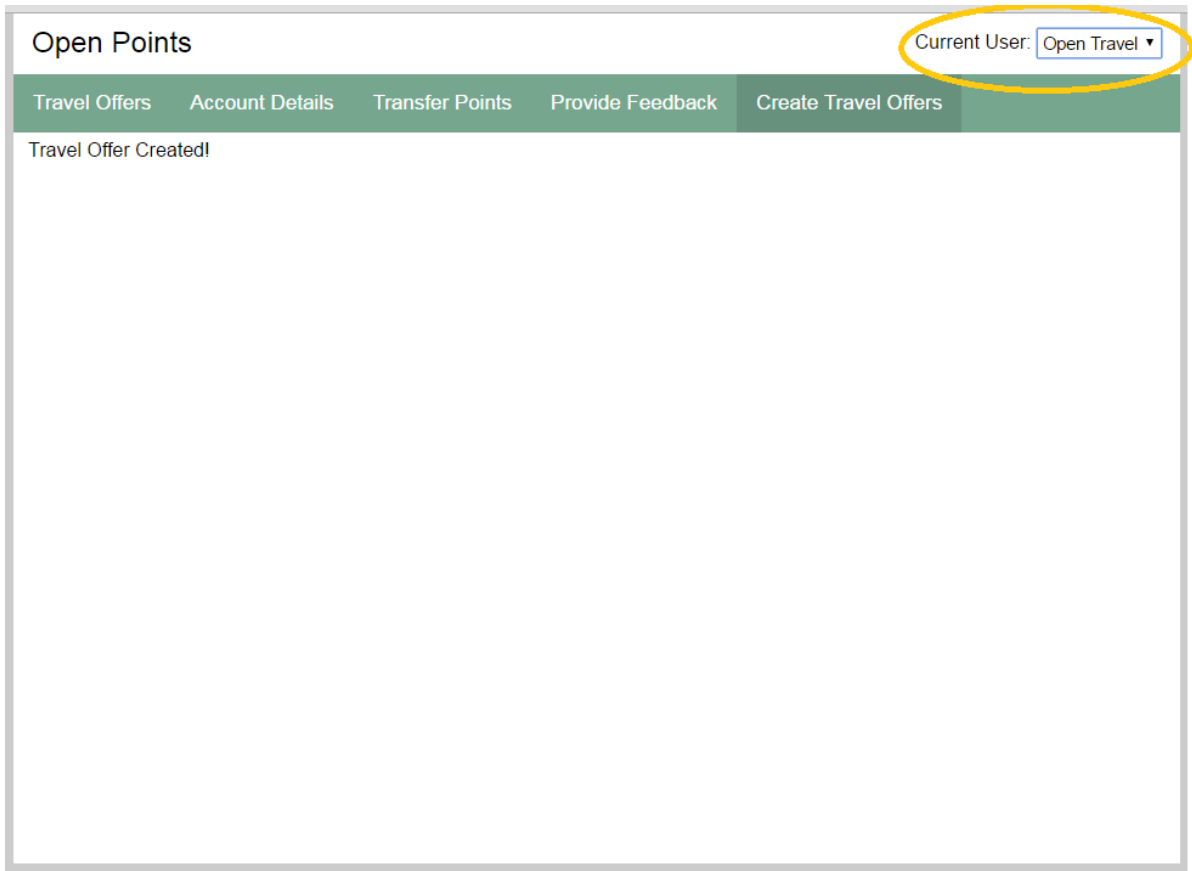 Open Points
Current User: Open Travel
Travel Offers Account Details Transfer Points Provide Feedback Create Travel Offers
Travel Offer Created!